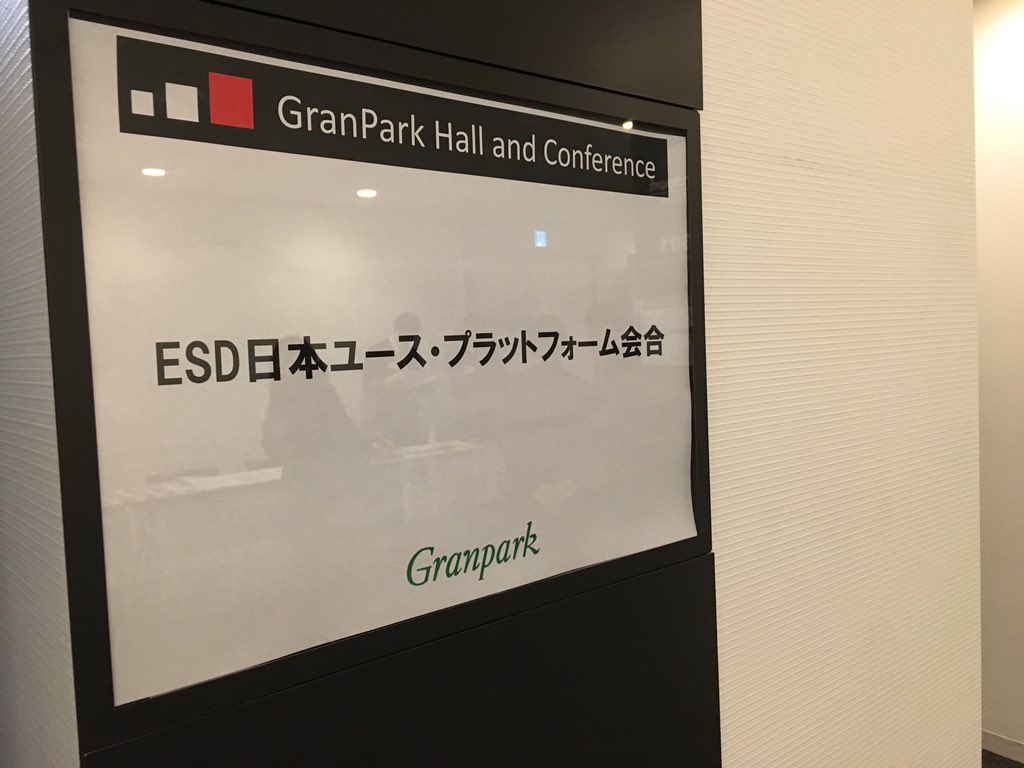 GranPark Hall and Conference
ESD日本ユース・プラットフォーム会合
Granpark